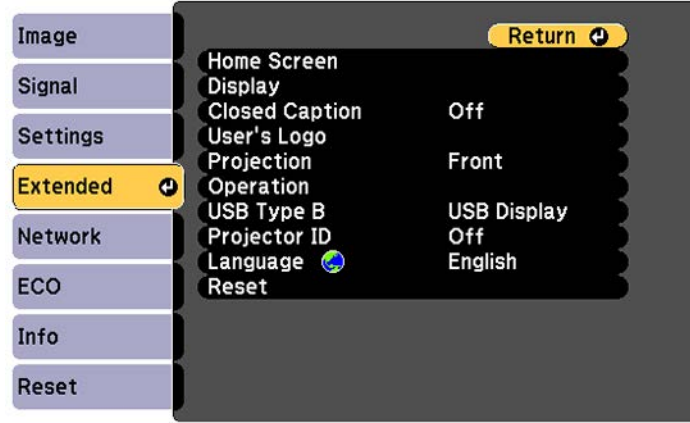 Image
Signal
Settings
Extended
Network
ECO
Info
Reset
Return
Home Screen
Display
Closed Caption Off
User's Logo
Projection Front
Operation
USB Type B USB Display
Projector ID Off
Language English
Reset